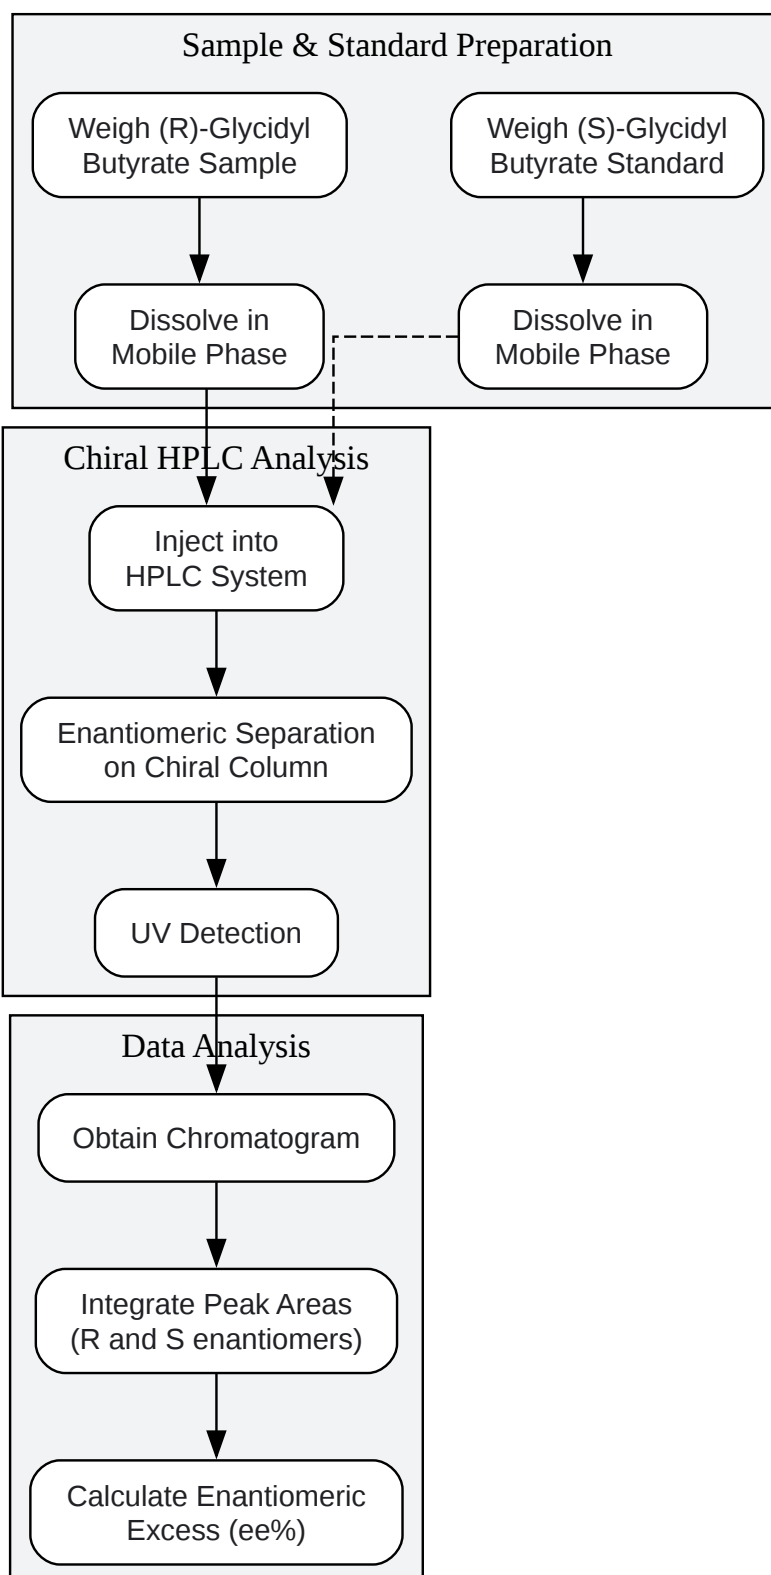 Sample & Standard Preparation
Weigh (R)-Glycidyl
Butyrate Sample
Weigh (S)-Glycidyl
Butyrate Standard
Dissolve in
Mobile Phase
Dissolve in
Mobile Phase
Chiral HPLC Analysis
Inject into
HPLC System
Enantiomeric Separation
on Chiral Column
UV Detection
Data Analysis
Obtain Chromatogram
Integrate Peak Areas
(R and S enantiomers)
Calculate Enantiomeric
Excess (ee%)